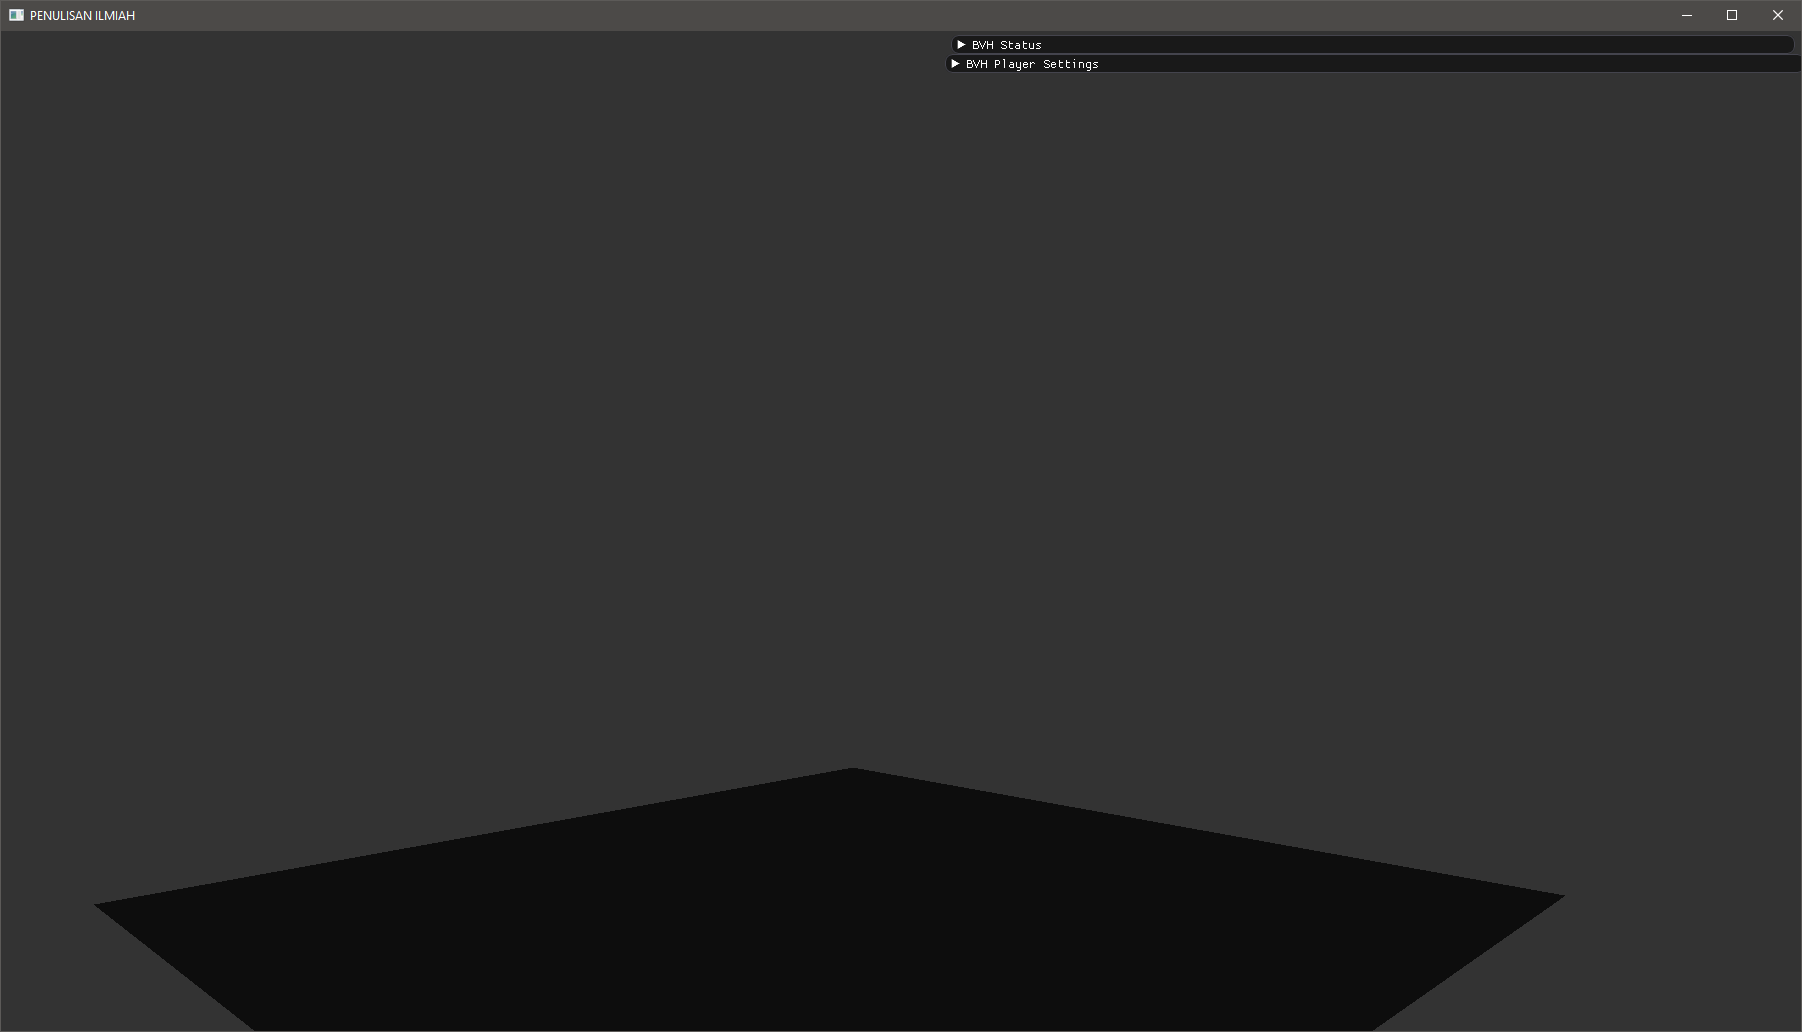 PENULISAN ILMIAH
BVH Status
BVH Player Settings